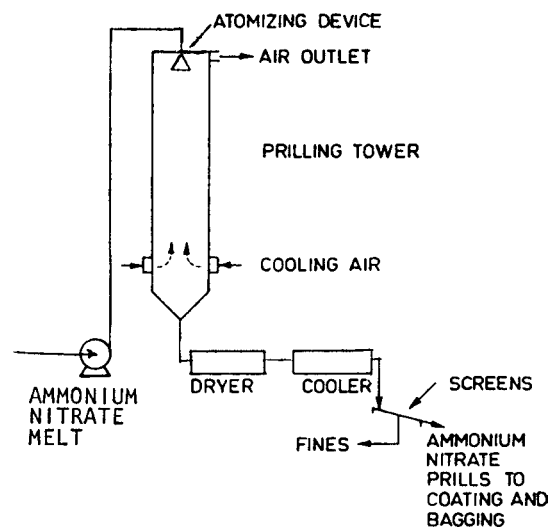 ATOMIZING DEVICE
AIR OUTLET
PRILLING TOWER
COOLING AIR
AMMONIUM
NITRATE
MELT
DRYER
COOLER
SCREENS
FINES
AMMONIUM
NITRATE
PRILLS TO
COATING AND
BAGGING